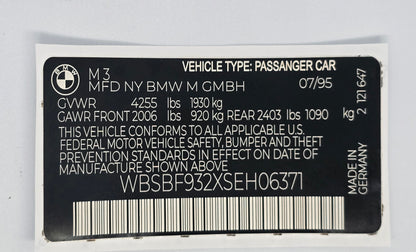 BMW
VEHICLE TYPE: PASSANGER CAR
M 3
MFD NY BMW M GMBH 07/95
GVWR 4255 lbs 1930 kg
GAWR FRONT 2006 lbs 920 kg REAR 2403 lbs 1090 kg
THIS VEHICLE CONFORMS TO ALL APPLICABLE U.S.
FEDERAL MOTOR VEHICLE SAFETY, BUMPER AND THEFT
PREVENTION STANDARDS IN EFFECT ON THE DATE OF
MANUFACTURE SHOWN ABOVE.
WBSBF932XSEH06371
MADE IN GERMANY
2 121 647